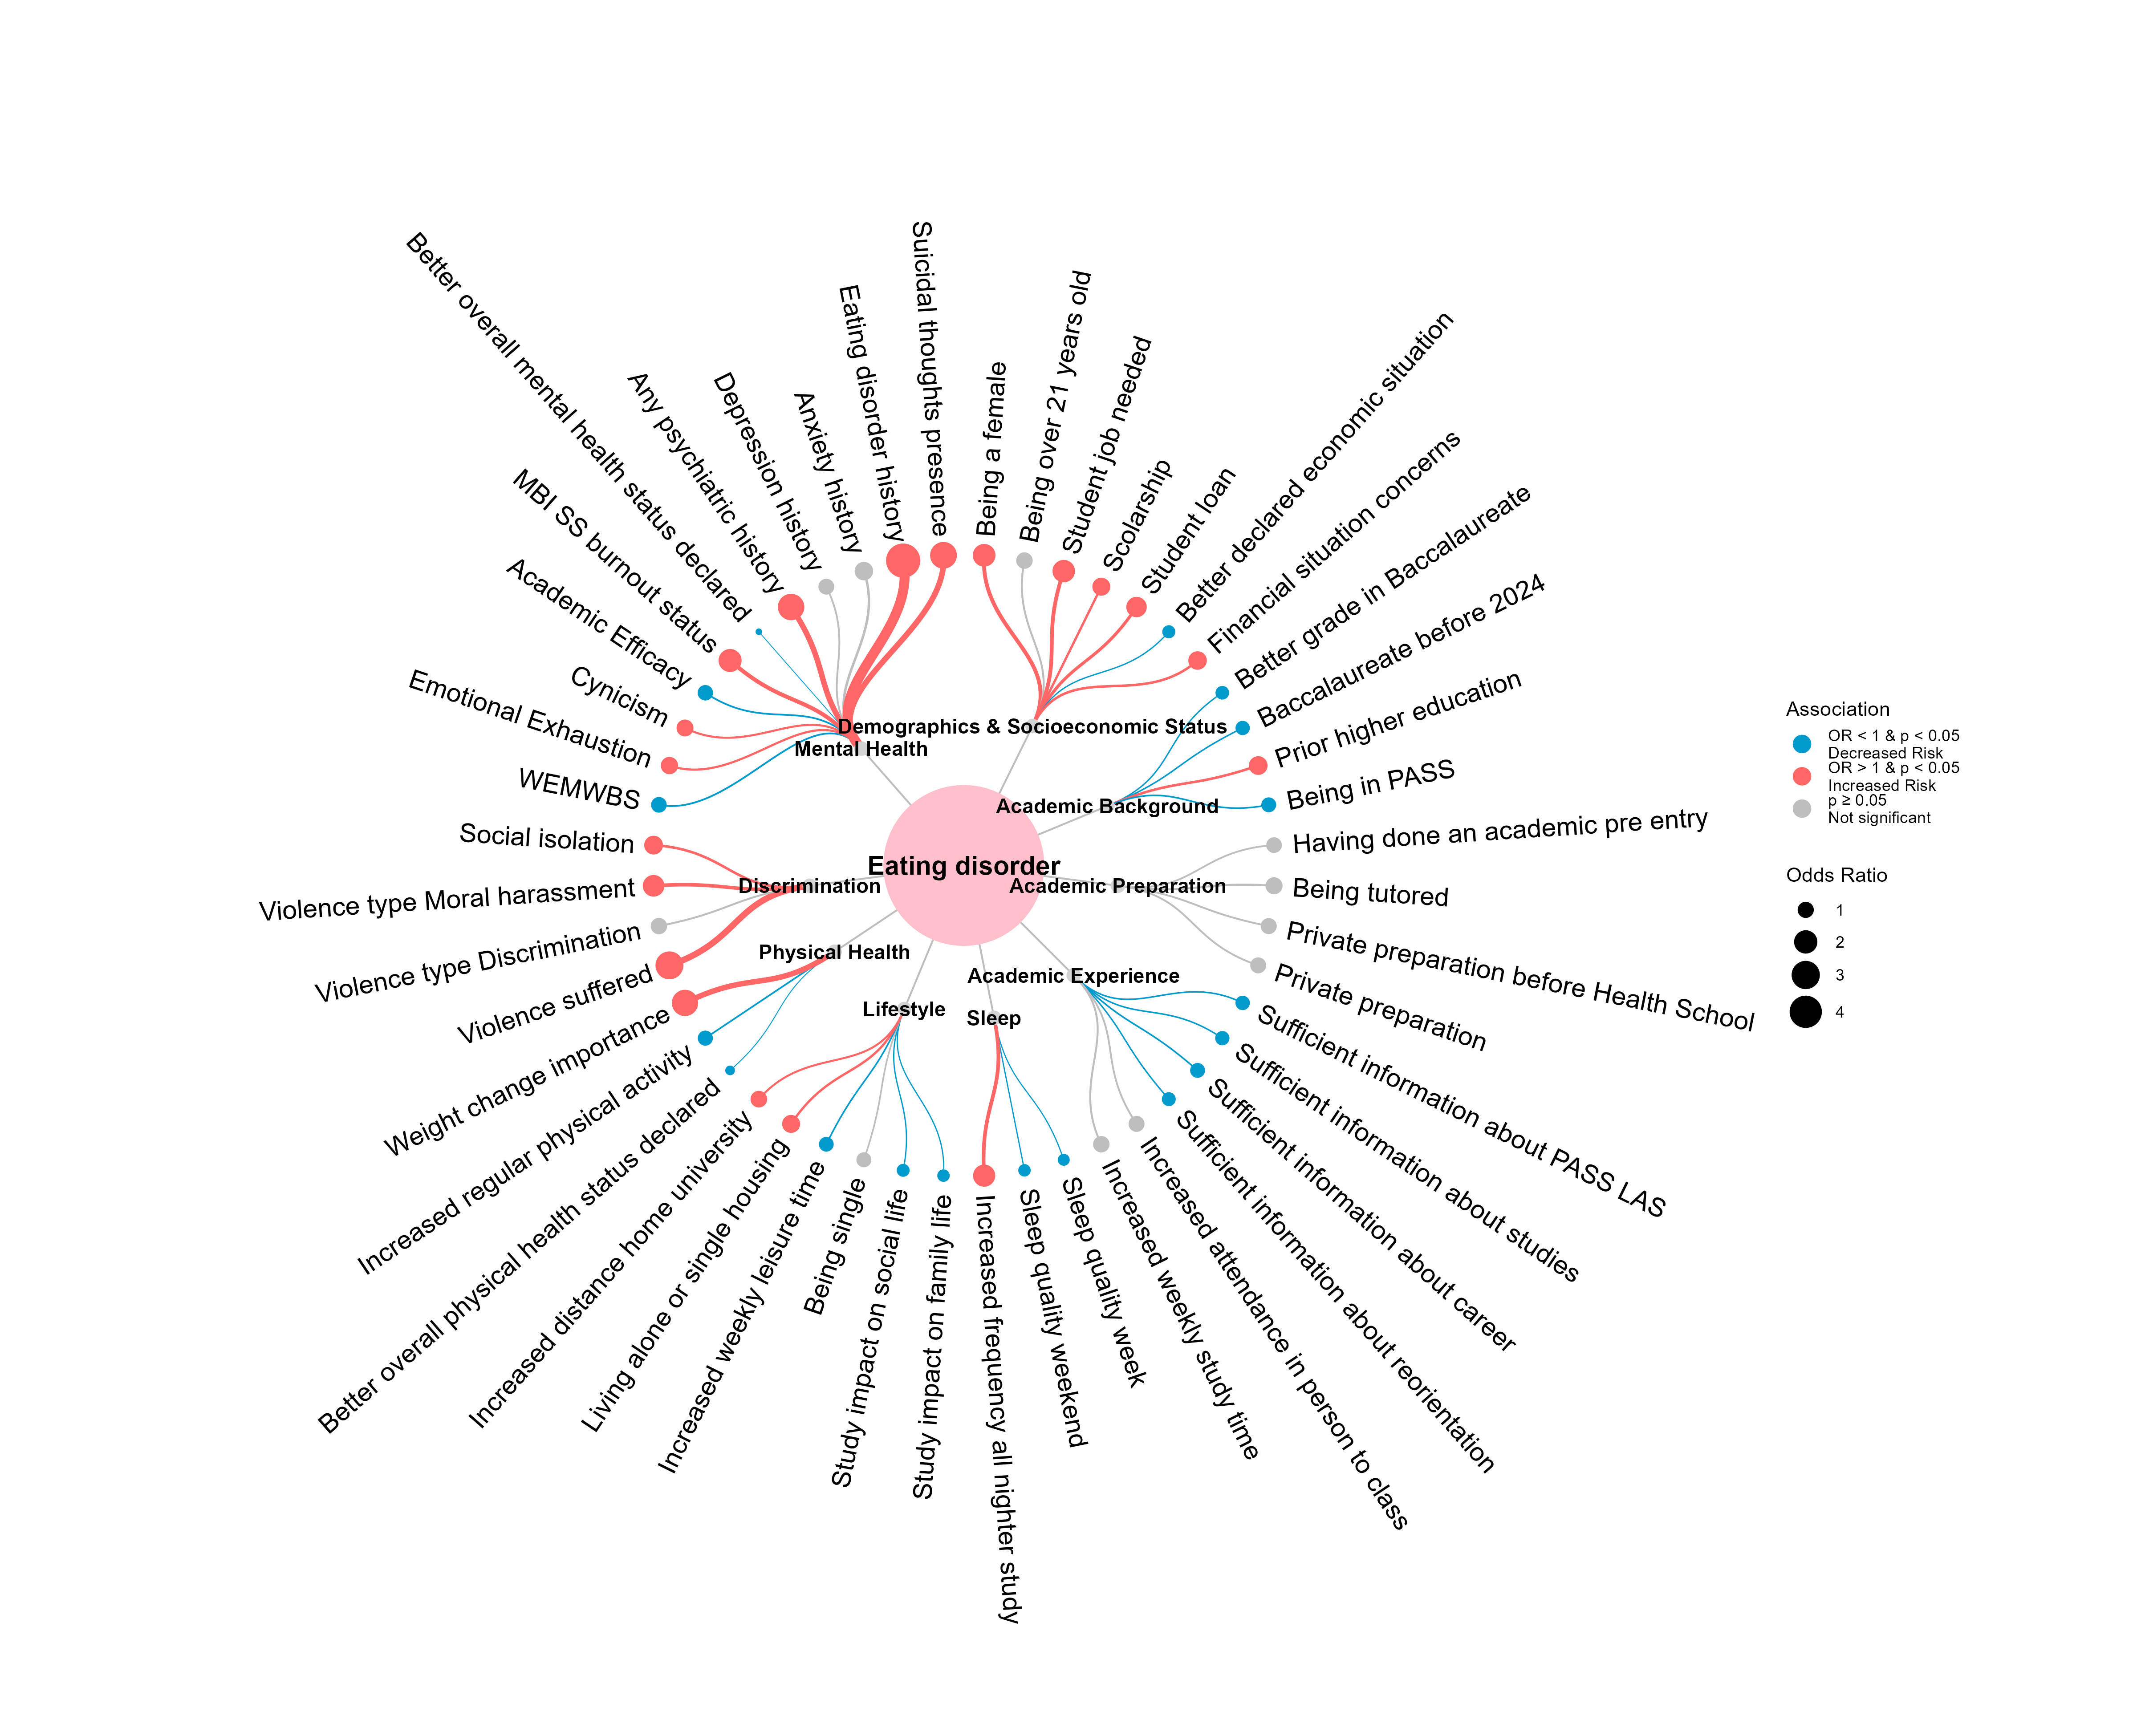 Suicidal thoughts presence
Eating disorder history
Anxiety history
Depression history
Any psychiatric history
Better overall mental health status declared
MBI SS burnout status
Academic Efficacy
Cynicism
Emotional Exhaustion
WEMWBS
Mental Health
Being a female
Being over 21 years old
Student job needed
Scolarship
Student loan
Better declared economic situation
Financial situation concerns
Demographics & Socioeconomic Status
Better grade in Baccalaureate
Baccalaureate before 2024
Prior higher education
Being in PASS
Academic Background
Eating disorder
Having done an academic pre entry
Being tutored
Private preparation before Health School
Private preparation
Academic Preparation
Sufficient information about PASS LAS
Sufficient information about studies
Sufficient information about career
Sufficient information about reorientation
Increased attendance in person to class
Increased weekly study time
Academic Experience
Sleep quality week
Sleep quality weekend
Increased frequency all nighter study
Sleep
Study impact on family life
Study impact on social life
Being single
Increased weekly leisure time
Living alone or single housing
Increased distance home university
Lifestyle
Better overall physical health status declared
Increased regular physical activity
Weight change importance
Physical Health
Violence suffered
Violence type Discrimination
Violence type Moral harassment
Social isolation
Discrimination
Association
OR < 1 & p < 0.05
Decreased Risk
OR > 1 & p < 0.05
Increased Risk
p ≥ 0.05
Not significant
Odds Ratio
1
2
3
4